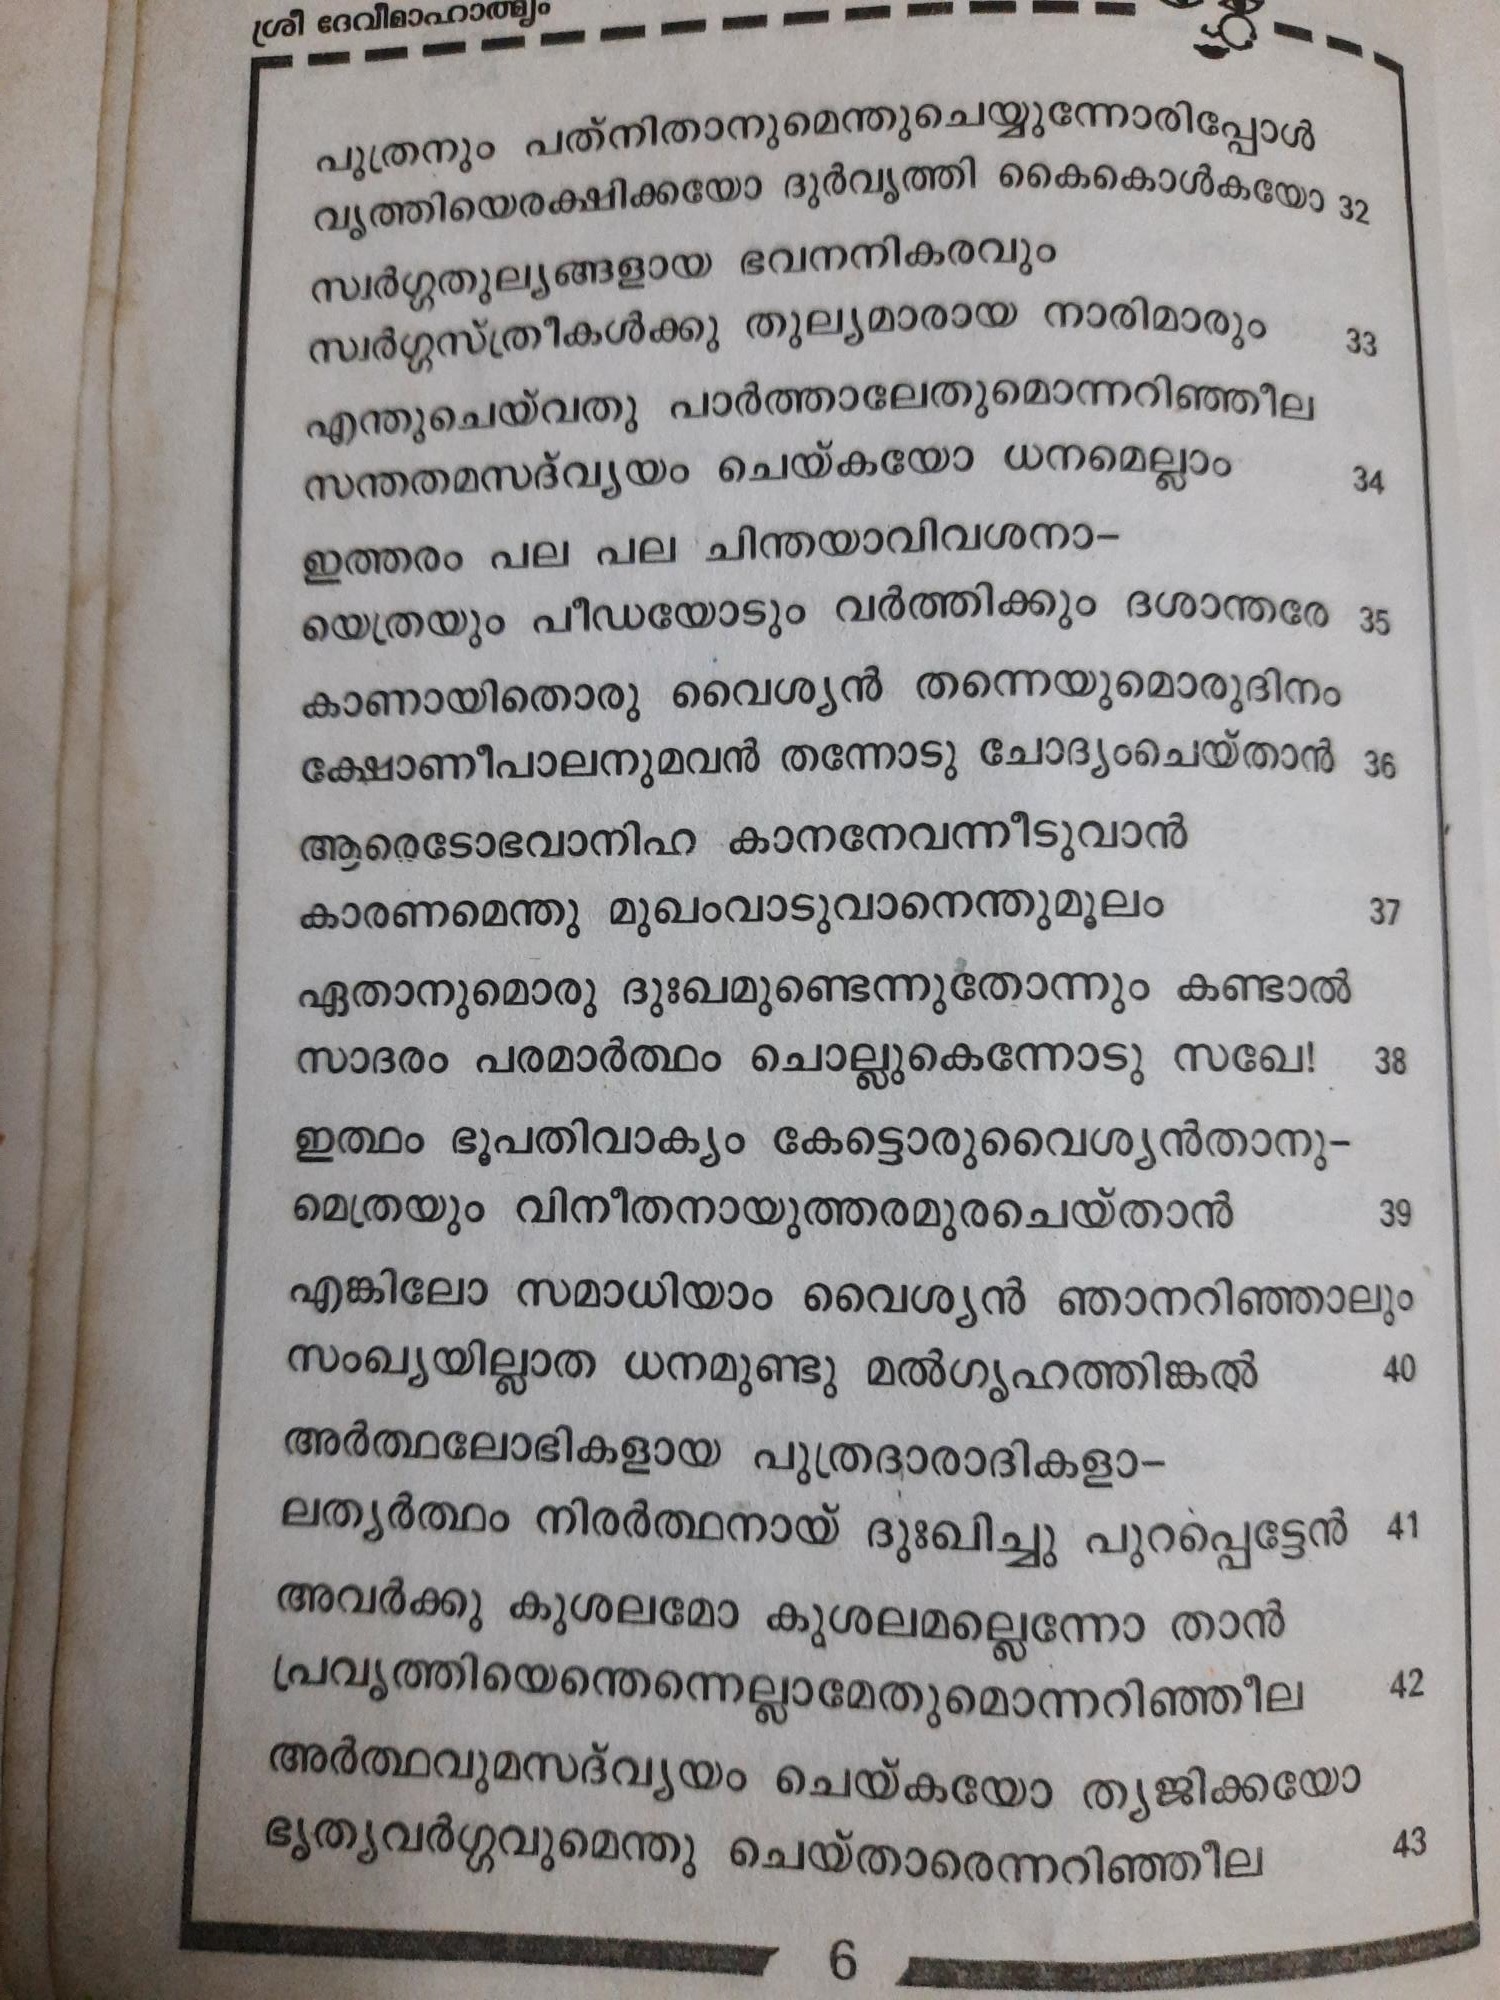 ശ്രീ ദേവീമാഹാത്മ്യം
പുത്രനും പത്നിതാനുമെന്തുചെയ്യുന്നോരിപ്പോൾ
വൃത്തിയെരക്ഷിക്കയോ ദുർവൃത്തി കൈകൊൾകയോ 32
സ്വർഗ്ഗതുല്യങ്ങളായ ഭവനനികരവും
സ്വർഗ്ഗസ്ത്രീകൾക്കു തുല്യമാരായ നാരിമാരും 33
എന്തുചെയ്‌വതു പാർത്താലേതുമൊന്നറിഞ്ഞീല
സന്തതമസദ്‌വ്യയം ചെയ്കയോ ധനമെല്ലാം 34
ഇത്തരം പല പല ചിന്തയാവിവശനാ-
യെത്രയും പീഡയോടും വർത്തിക്കും ദശാന്തരേ 35
കാണായിതൊരു വൈശ്യൻ തന്നെയുമൊരുദിനം
ക്ഷോണീപാലനുമവൻ തന്നോടു ചോദ്യംചെയ്താൻ 36
ആരെടോഭവാനിഹ കാനനേവന്നീടുവാൻ
കാരണമെന്തു മുഖംവാടുവാനെന്തുമൂലം 37
ഏതാനുമൊരു ദുഃഖമുണ്ടെന്നുതോന്നും കണ്ടാൽ
സാദരം പരമാർത്ഥം ചൊല്ലുകെന്നോടു സഖേ! 38
ഇത്ഥം ഭൂപതിവാക്യം കേട്ടൊരുവൈശ്യൻതാനു-
മെത്രയും വിനീതനായുത്തരമുരചെയ്താൻ 39
എങ്കിലോ സമാധിയാം വൈശ്യൻ ഞാനറിഞ്ഞാലും
സംഖ്യയില്ലാത ധനമുണ്ടു മൽഗൃഹത്തിങ്കൽ 40
അർത്ഥലോഭികളായ പുത്രദാരാദികളാ-
ലത്യർത്ഥം നിരർത്ഥനായ് ദുഃഖിച്ചു പുറപ്പെട്ടേൻ 41
അവർക്കു കുശലമോ കുശലമല്ലെന്നോ താൻ
പ്രവൃത്തിയെന്തെന്നെല്ലാമേതുമൊന്നറിഞ്ഞീല 42
അർത്ഥവുമസദ്‌വ്യയം ചെയ്കയോ ത്യജിക്കയോ
ഭൃത്യവർഗ്ഗവുമെന്തു ചെയ്താരെന്നറിഞ്ഞീല 43
6